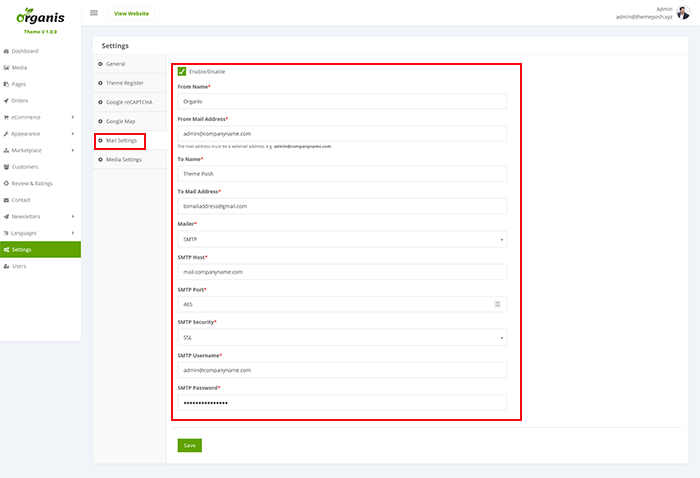 Organis
Theme V 1.0.0
View Website
Admin
admin@themeposh.xyz
Dashboard
Media
Pages
Orders
eCommerce
Appearance
Marketplace
Customers
Review & Ratings
Contact
Newsletters
Languages
Settings
Users
Settings
General
Theme Register
Google reCAPTCHA
Google Map
Mail Settings
Media Settings
Enable/Disable
From Name*
Organis
From Mail Address*
admin@companyname.com
The mail address must be a webmail address. e.g. admin@companyname.com
To Name*
Theme Posh
To Mail Address*
tomailaddress@gmail.com
Mailer*
SMTP
SMTP Host*
mail.companyname.com
SMTP Port*
465
SMTP Security*
SSL
SMTP Username*
admin@companyname.com
SMTP Password*
•••••••••••••••
Save